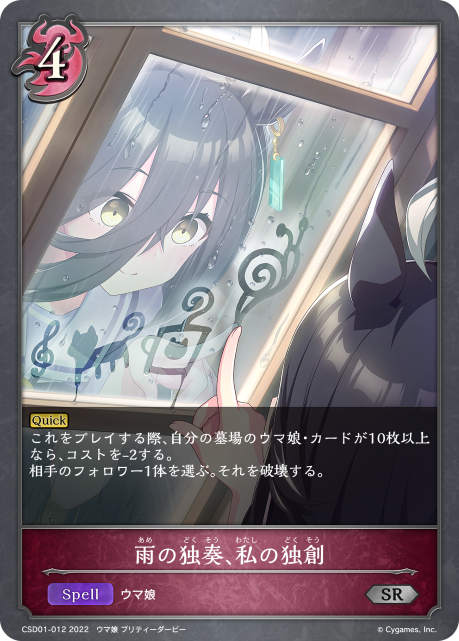 4
Quick
これをプレイする際、自分の墓場のウマ娘・カードが10枚以上
なら、コストを-2する。
相手のフォロワー1体を選ぶ。それを破壊する。
あめ どくそう わたし どくそう
雨の独奏、私の独創
Spell ウマ娘 SR
CSD01-012 2022 ウマ娘 プリティーダービー © Cygames, Inc.